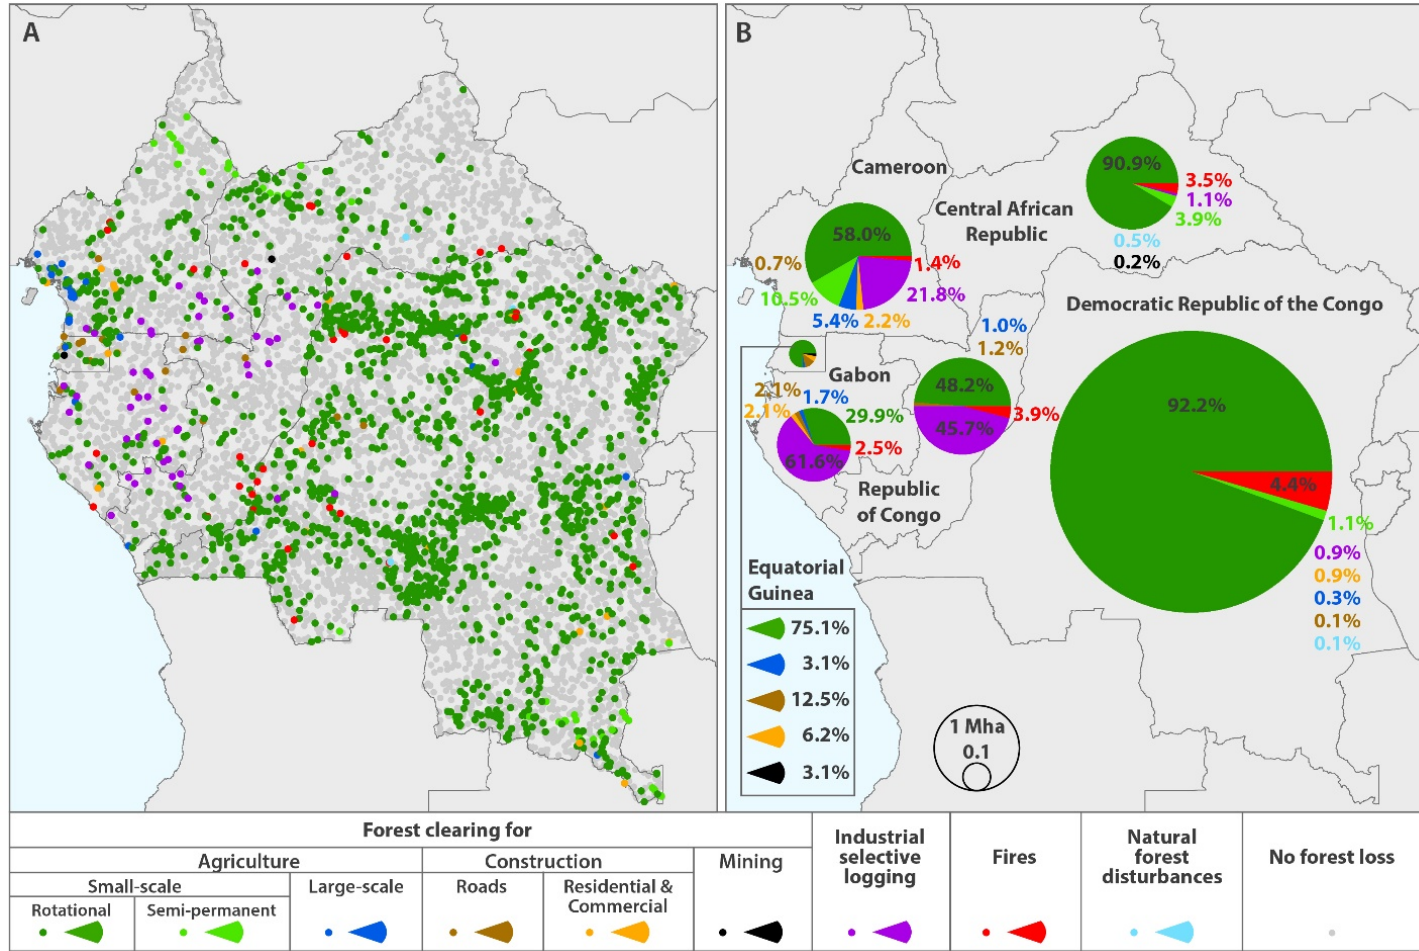 A
B
Cameroon
Central African
Republic
90.9%
3.5%
1.1%
3.9%
0.5%
0.2%
58.0%
0.7%
1.4%
10.5%
21.8%
5.4%
2.2%
Democratic Republic of the Congo
1.0%
1.2%
Gabon
48.2%
2.1%
1.7%
92.2%
2.1%
29.9%
3.9%
45.7%
2.5%
61.6%
4.4%
Republic
of Congo
1.1%
0.9%
0.9%
0.3%
0.1%
0.1%
Equatorial
Guinea
75.1%
3.1%
12.5%
6.2%
3.1%
1 Mha
0.1
Forest clearing for
Agriculture
Construction
Mining
Small-scale
Large-scale
Roads
Residential &
Commercial
Rotational
Semi-permanent
Industrial
selective
logging
Fires
Natural
forest
disturbances
No forest loss